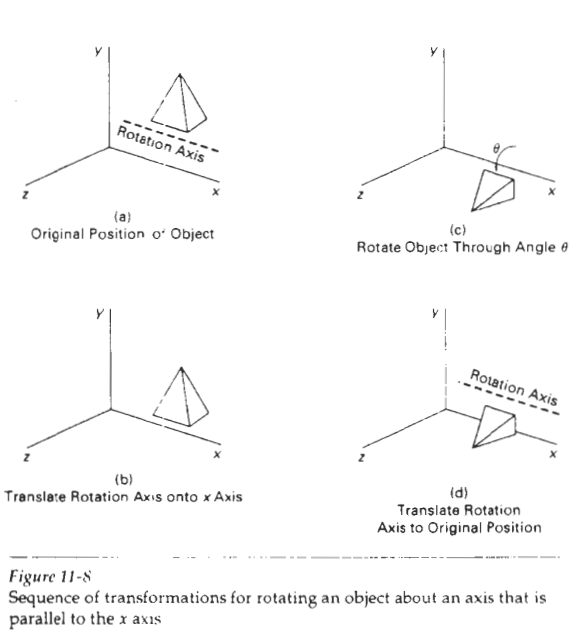 y
Rotation Axis
z
x
(a)
Original Position of Object
y
θ
z
x
(c)
Rotate Object Through Angle θ
y
z
x
(b)
Translate Rotation Axis onto x Axis
y
Rotation Axis
z
x
(d)
Translate Rotation
Axis to Original Position
Figure 11-8
Sequence of transformations for rotating an object about an axis that is
parallel to the x axis